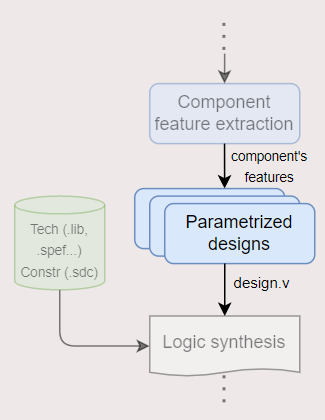 Component
feature extraction
component's
features
Parametrized
designs
Tech (.lib,
.spef...)
Constr (.sdc)
design.v
Logic synthesis